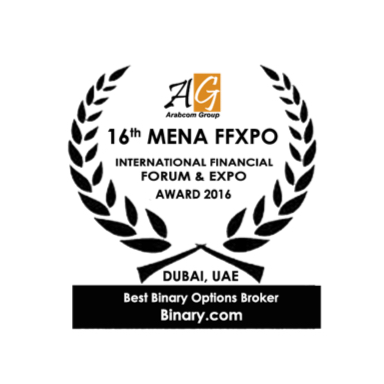 AG
Arabcom Group
16th MENA FFXPO
INTERNATIONAL FINANCIAL
FORUM & EXPO
AWARD 2016
DUBAI, UAE
Best Binary Options Broker
Binary.com